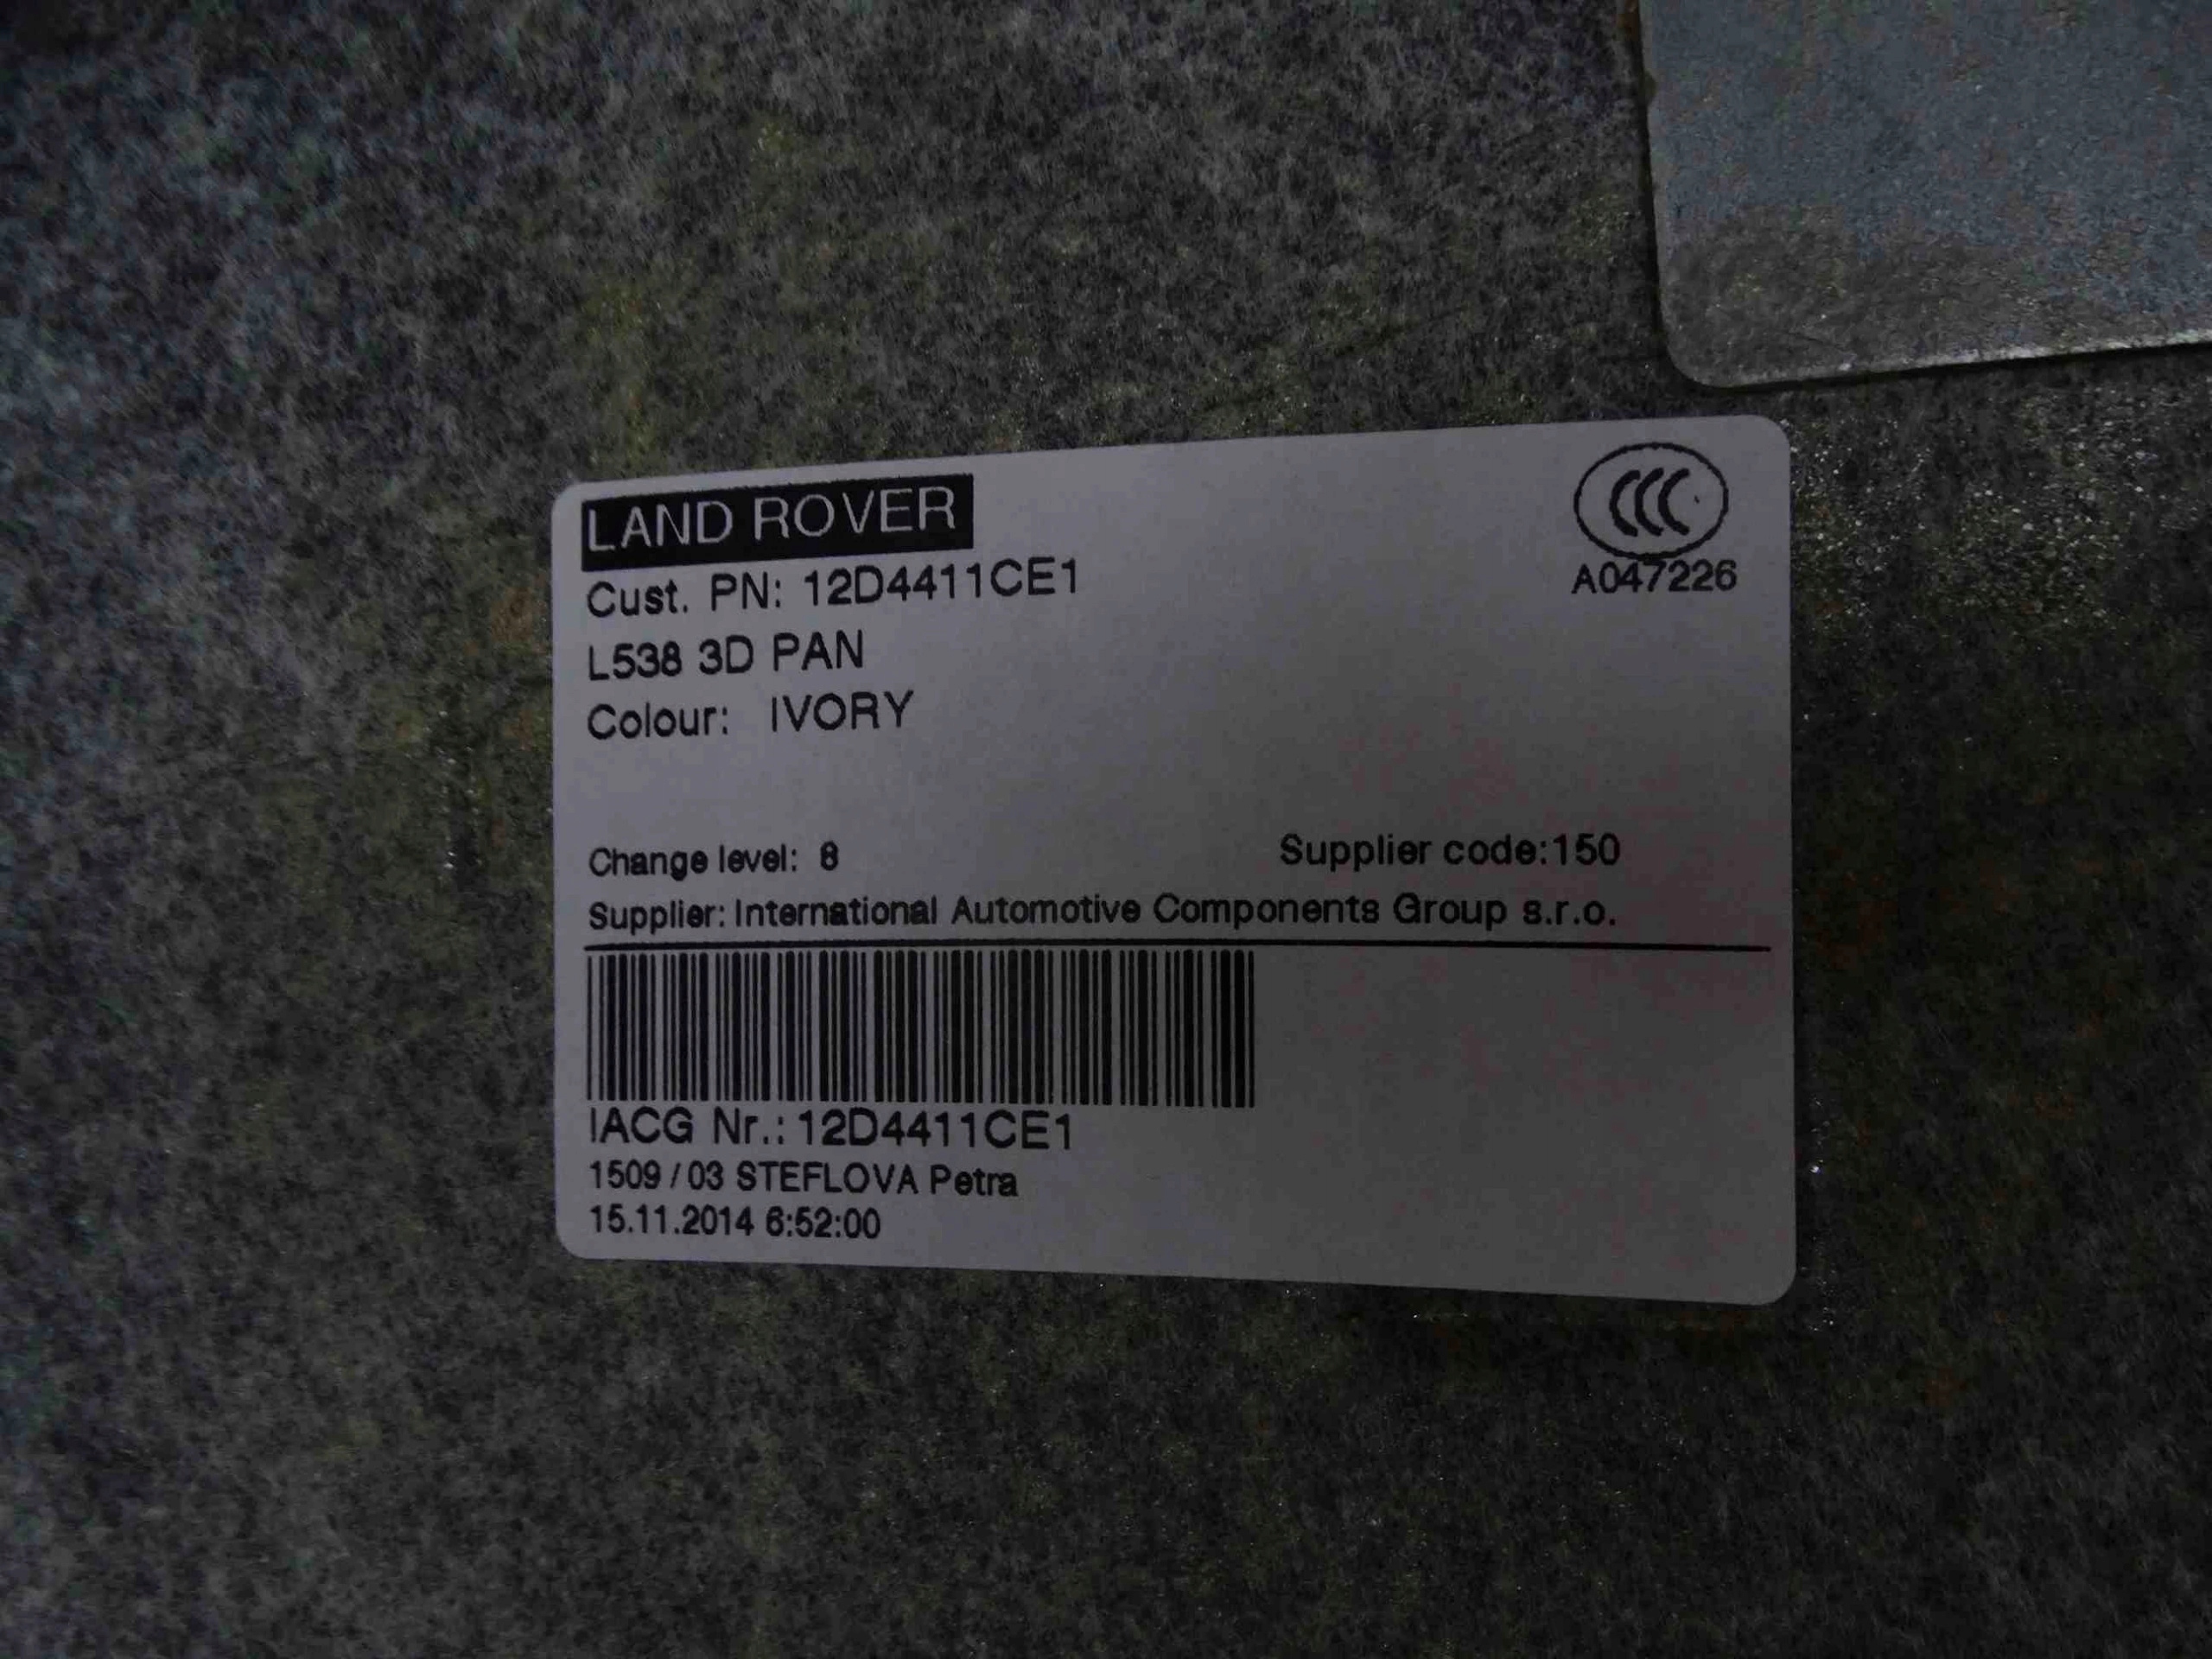 LAND ROVER
CCC
A047226
Cust. PN: 12D4411CE1
L538 3D PAN
Colour: IVORY
Change level: 8
Supplier code:150
Supplier: International Automotive Components Group s.r.o.
IACG Nr.: 12D4411CE1
1509 / 03 STEFLOVA Petra
15.11.2014 6:52:00